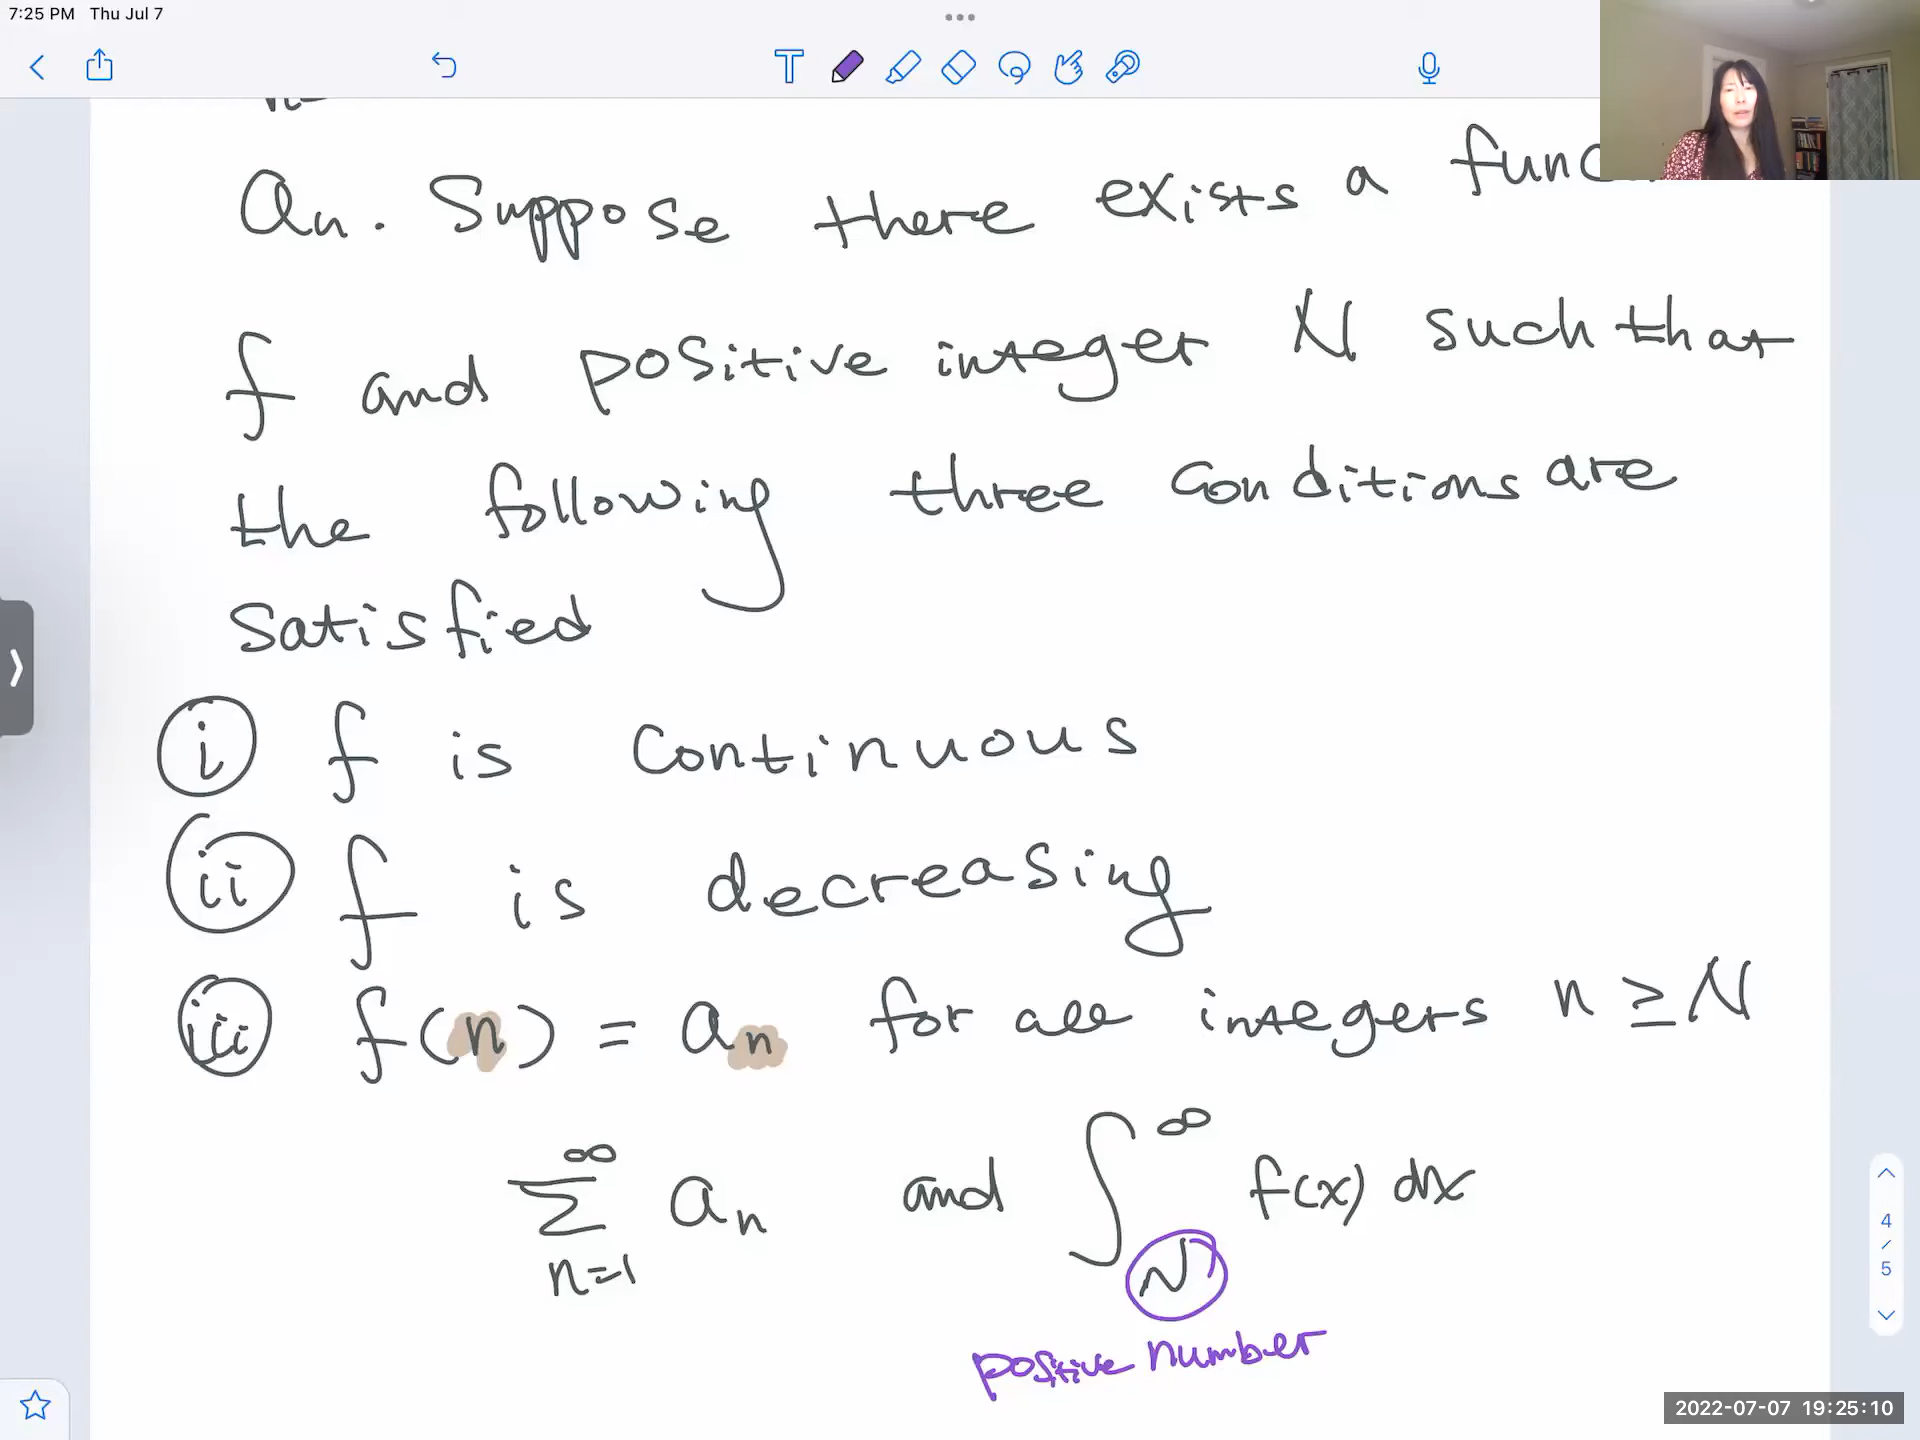 7:25 PM Thu Jul 7
an. Suppose there exists a func
f and positive integer N such that
the following three conditions are
satisfied
i f is continuous
ii f is decreasing
iii f(n) = an for all integers n ≥ N
∞ ∞
Σ an and ∫ f(x) dx
n=1 N
positive number
4
/
5
2022-07-07 19:25:10